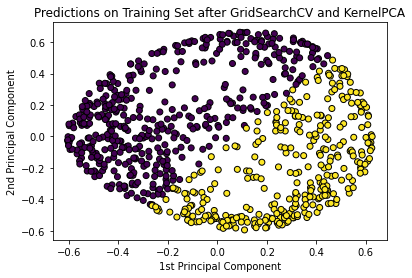 Predictions on Training Set after GridSearchCV and KernelPCA
0.6
0.4
0.2
0.0
−0.2
−0.4
−0.6
2nd Principal Component
−0.6 −0.4 −0.2 0.0 0.2 0.4 0.6
1st Principal Component